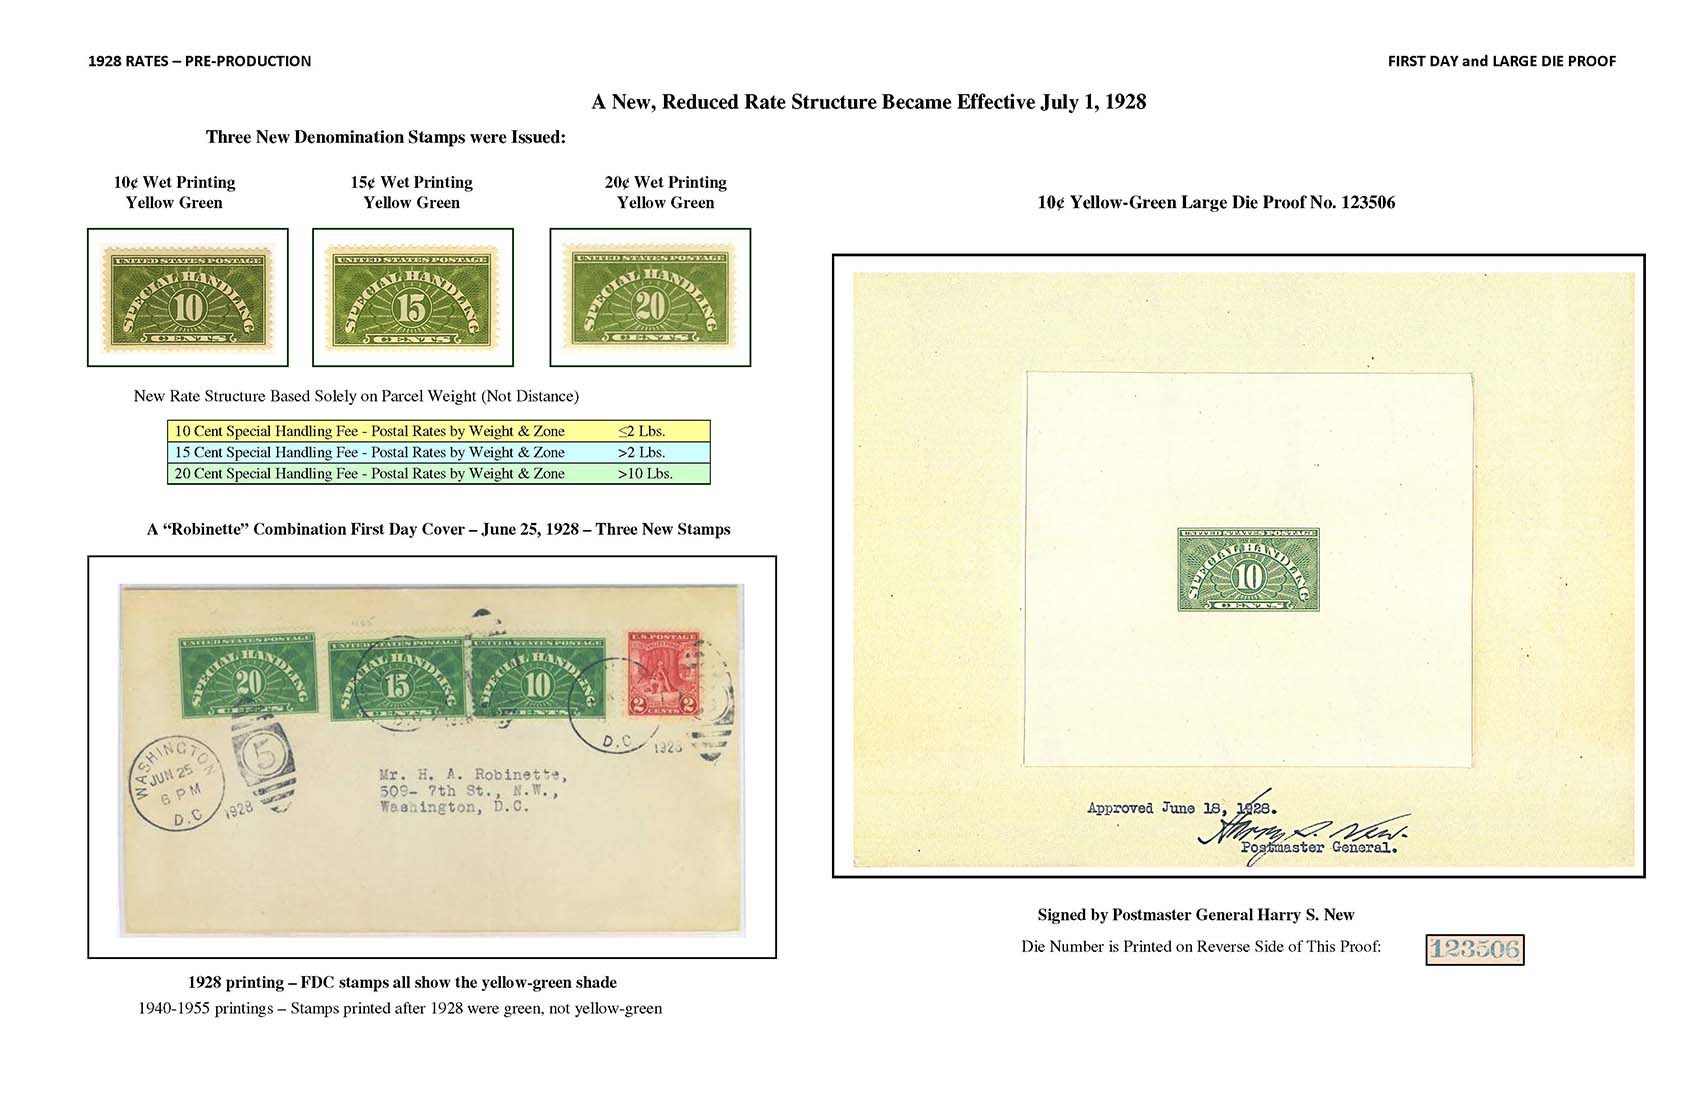 1928 RATES – PRE-PRODUCTION
FIRST DAY and LARGE DIE PROOF
A New, Reduced Rate Structure Became Effective July 1, 1928
Three New Denomination Stamps were Issued:
10¢ Wet Printing
Yellow Green
15¢ Wet Printing
Yellow Green
20¢ Wet Printing
Yellow Green
UNITED STATES POSTAGE
SPECIAL HANDLING
10
CENTS
UNITED STATES POSTAGE
SPECIAL HANDLING
15
CENTS
UNITED STATES POSTAGE
SPECIAL HANDLING
20
CENTS
New Rate Structure Based Solely on Parcel Weight (Not Distance)
10 Cent Special Handling Fee - Postal Rates by Weight & Zone ≤2 Lbs.
15 Cent Special Handling Fee - Postal Rates by Weight & Zone >2 Lbs.
20 Cent Special Handling Fee - Postal Rates by Weight & Zone >10 Lbs.
A “Robinette” Combination First Day Cover – June 25, 1928 – Three New Stamps
UNITED STATES POSTAGE
SPECIAL HANDLING
20
CENTS
UNITED STATES POSTAGE
SPECIAL HANDLING
15
CENTS
UNITED STATES POSTAGE
SPECIAL HANDLING
10
CENTS
U.S. POSTAGE
2 2
CENTS
WASHINGTON
JUN 25
6 PM
D.C.
1928
5
D.C.
1928
Mr. H. A. Robinette,
509- 7th St., N.W.,
Washington, D.C.
1928 printing – FDC stamps all show the yellow-green shade
1940-1955 printings – Stamps printed after 1928 were green, not yellow-green
10¢ Yellow-Green Large Die Proof No. 123506
UNITED STATES POSTAGE
SPECIAL HANDLING
10
CENTS
Approved June 18, 1928.
Harry S. New.
Postmaster General.
Signed by Postmaster General Harry S. New
Die Number is Printed on Reverse Side of This Proof:
123506